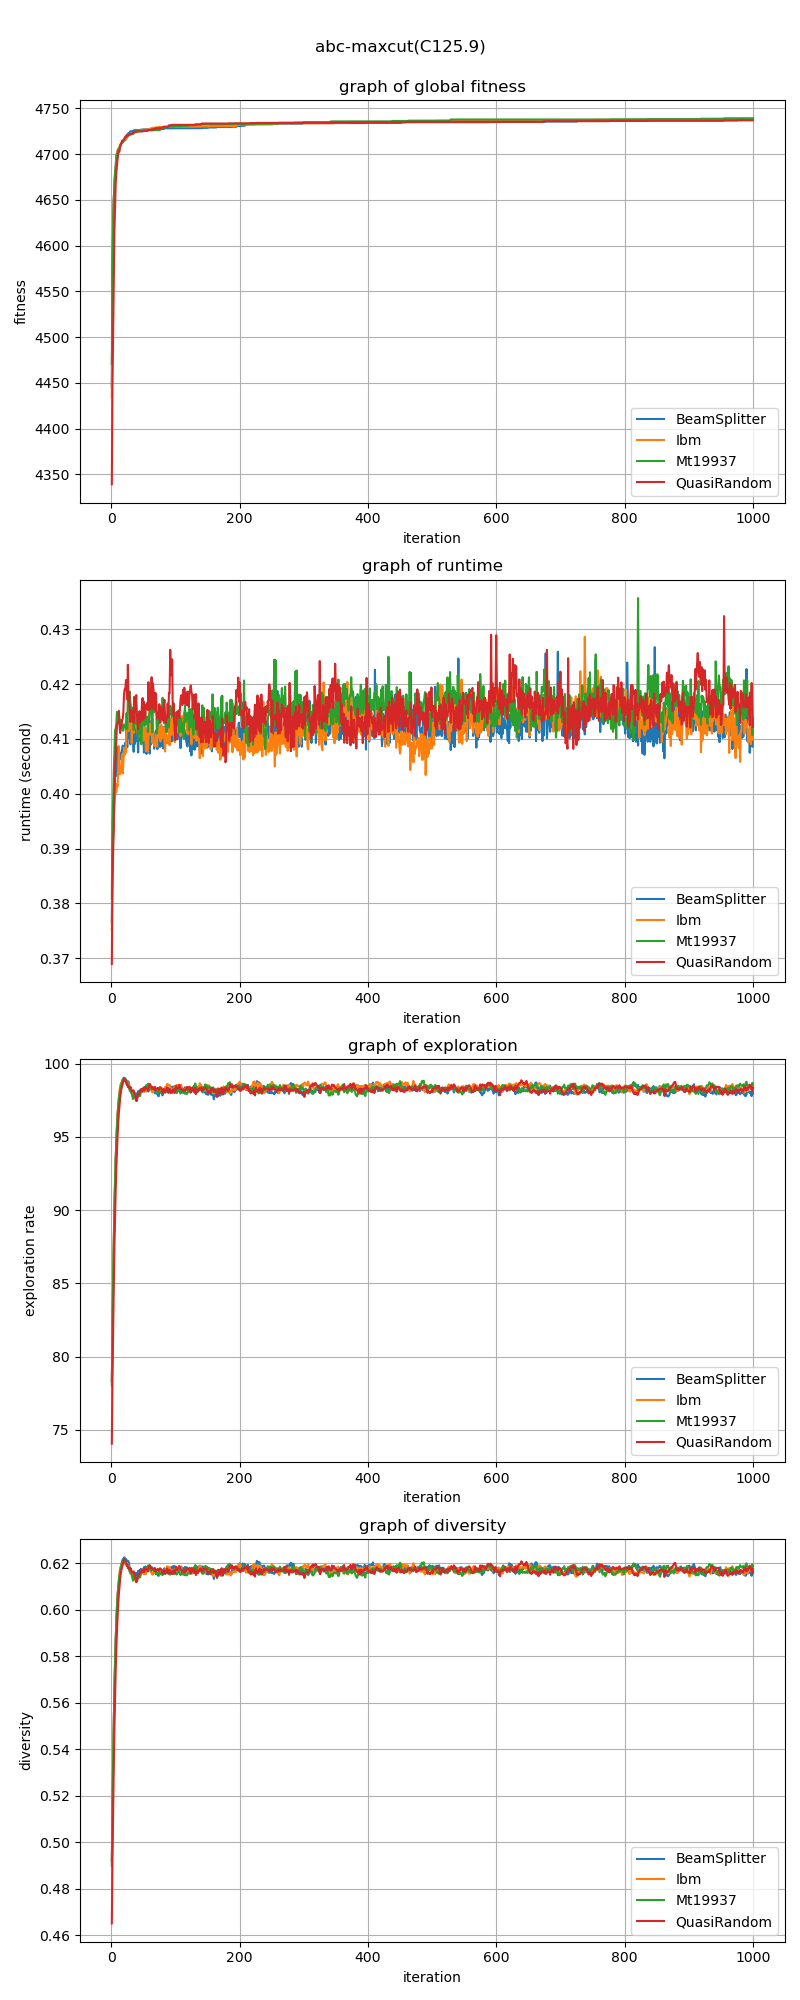 abc-maxcut(C125.9)
graph of global fitness
4750
4700
4650
4600
4550
4500
4450
4400
4350
fitness
BeamSplitter
Ibm
Mt19937
QuasiRandom
0 200 400 600 800 1000
iteration
graph of runtime
0.43
0.42
0.41
0.40
0.39
0.38
0.37
runtime (second)
BeamSplitter
Ibm
Mt19937
QuasiRandom
0 200 400 600 800 1000
iteration
graph of exploration
100
95
90
85
80
75
exploration rate
BeamSplitter
Ibm
Mt19937
QuasiRandom
0 200 400 600 800 1000
iteration
graph of diversity
0.62
0.60
0.58
0.56
0.54
0.52
0.50
0.48
0.46
diversity
BeamSplitter
Ibm
Mt19937
QuasiRandom
0 200 400 600 800 1000
iteration